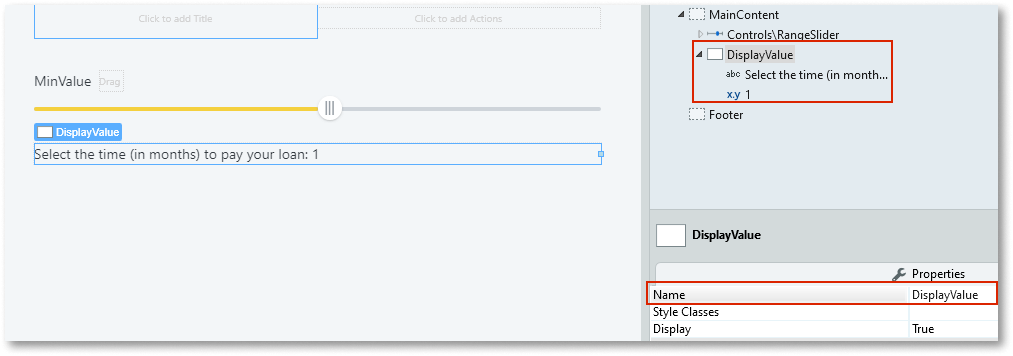 Click to add Title
Click to add Actions
MinValue
Drag
DisplayValue
Select the time (in months) to pay your loan: 1
MainContent
Controls\RangeSlider
DisplayValue
abc Select the time (in month...
x.y 1
Footer
DisplayValue
Properties
Name DisplayValue
Style Classes
Display True